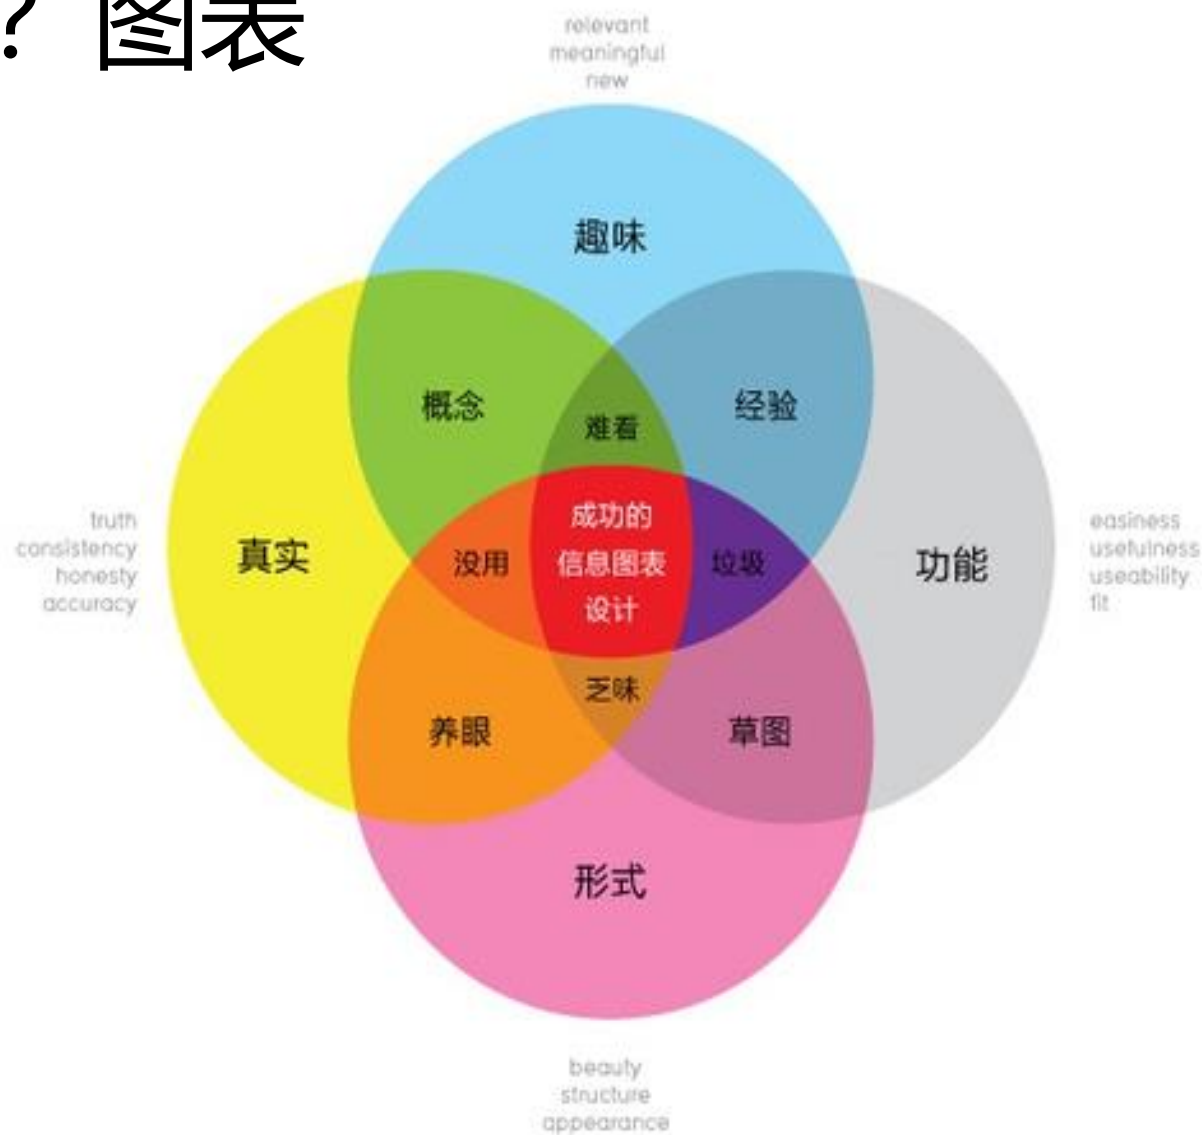 ? 图表
relevant
meaningful
new
趣味
概念
难看
经验
truth
consistency
honesty
accuracy
真实
没用
成功的
信息图表
设计
垃圾
功能
easiness
usefulness
useability
fit
乏味
养眼
草图
形式
beauty
structure
appearance